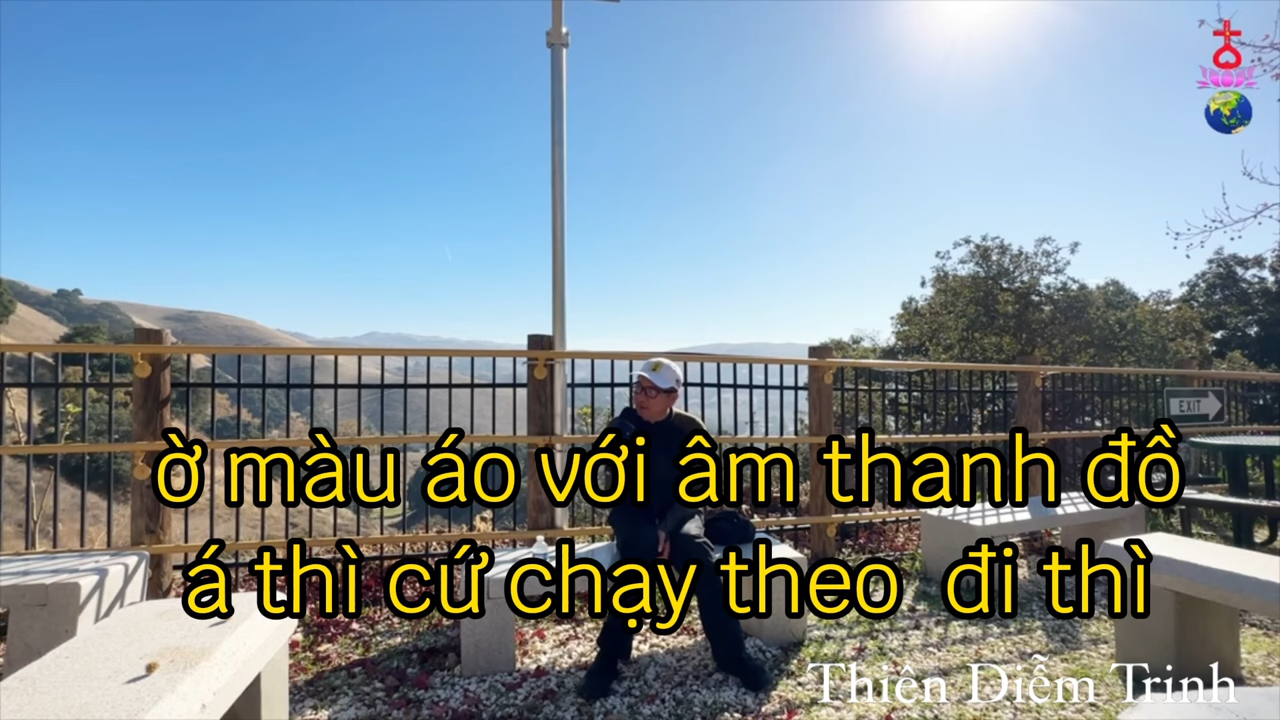 EXIT
ờ màu áo với âm thanh đồ
á thì cứ chạy theo đi thì
Thiên Diễm Trinh